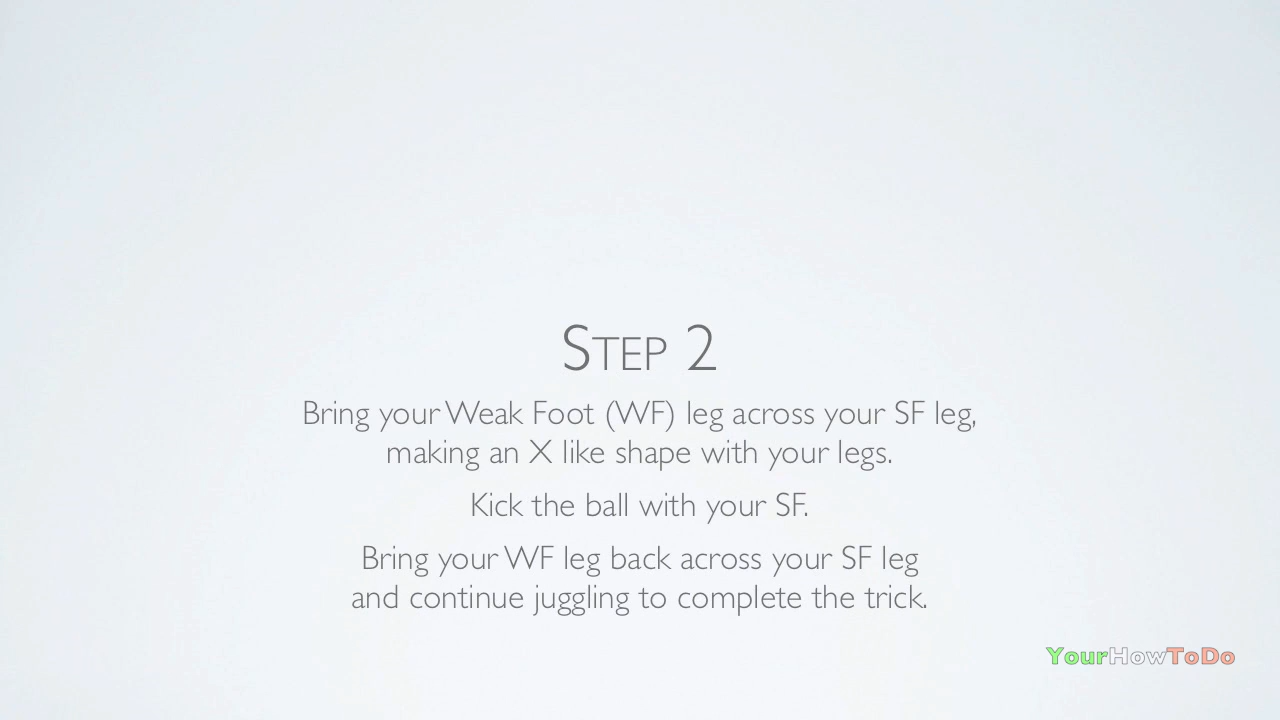 STEP 2
Bring your Weak Foot (WF) leg across your SF leg,
making an X like shape with your legs.
Kick the ball with your SF.
Bring your WF leg back across your SF leg
and continue juggling to complete the trick.
YourHowToDo